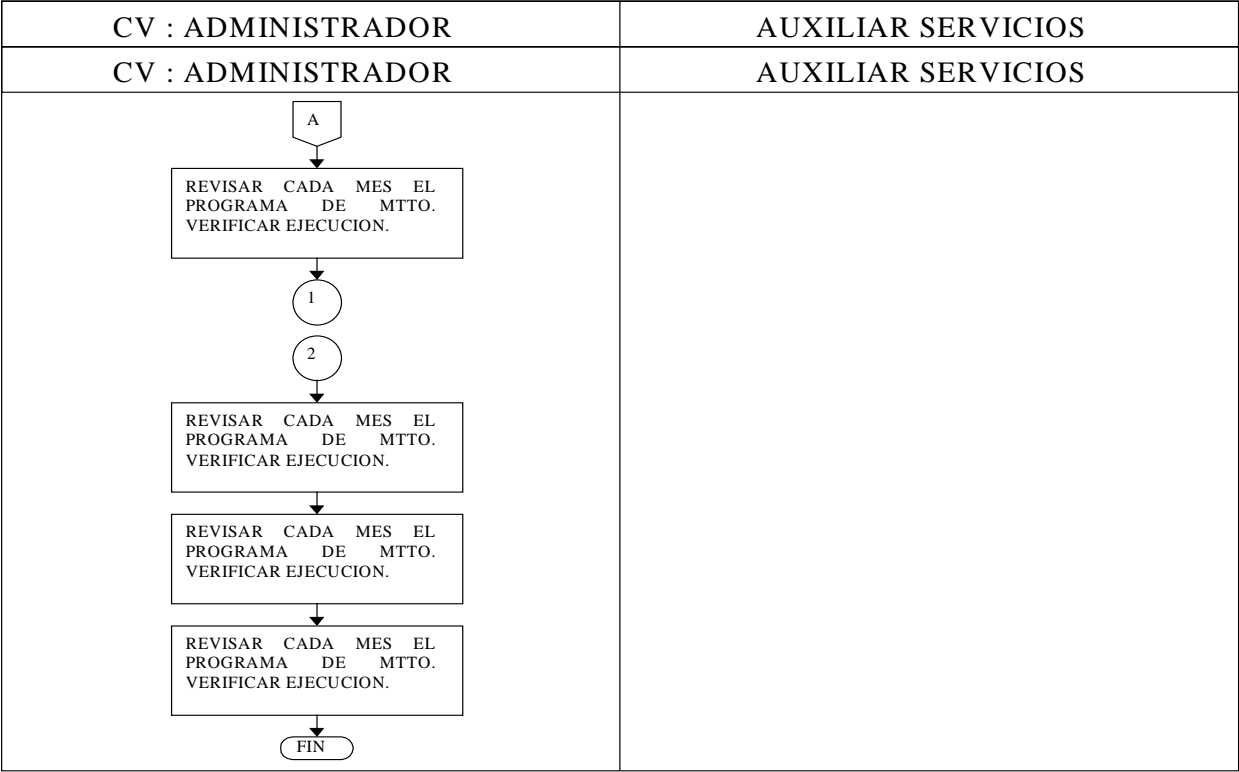 CV : ADMINISTRADOR AUXILIAR SERVICIOS
CV : ADMINISTRADOR AUXILIAR SERVICIOS
A
REVISAR CADA MES EL
PROGRAMA DE MTTO.
VERIFICAR EJECUCION.
1
2
REVISAR CADA MES EL
PROGRAMA DE MTTO.
VERIFICAR EJECUCION.
REVISAR CADA MES EL
PROGRAMA DE MTTO.
VERIFICAR EJECUCION.
REVISAR CADA MES EL
PROGRAMA DE MTTO.
VERIFICAR EJECUCION.
FIN